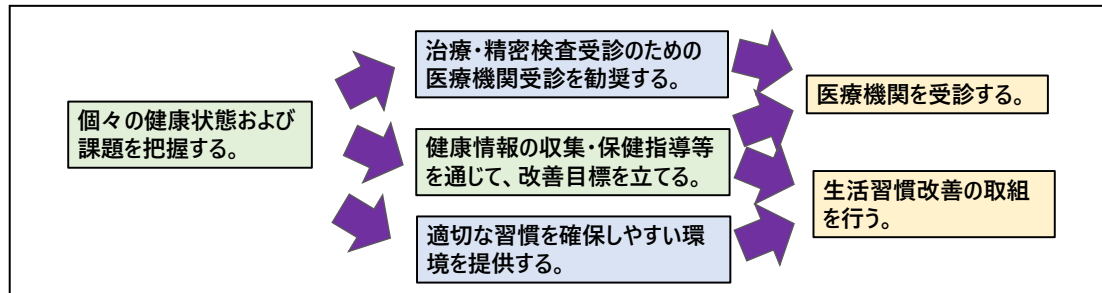 個々の健康状態および
課題を把握する。
治療・精密検査受診のための
医療機関受診を勧奨する。
健康情報の収集・保健指導等
を通じて、改善目標を立てる。
適切な習慣を確保しやすい環
境を提供する。
医療機関を受診する。
生活習慣改善の取組
を行う。